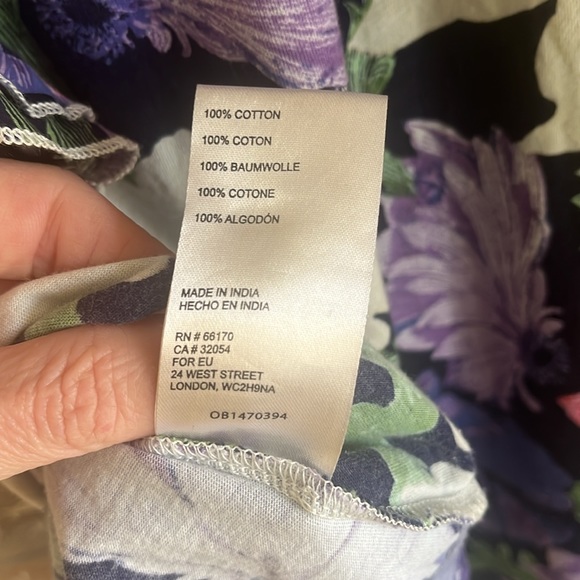 100% COTTON
100% COTON
100% BAUMWOLLE
100% COTONE
100% ALGODÓN
MADE IN INDIA
HECHO EN INDIA
RN # 66170
CA # 32054
FOR EU
24 WEST STREET
LONDON, WC2H9NA
OB1470394